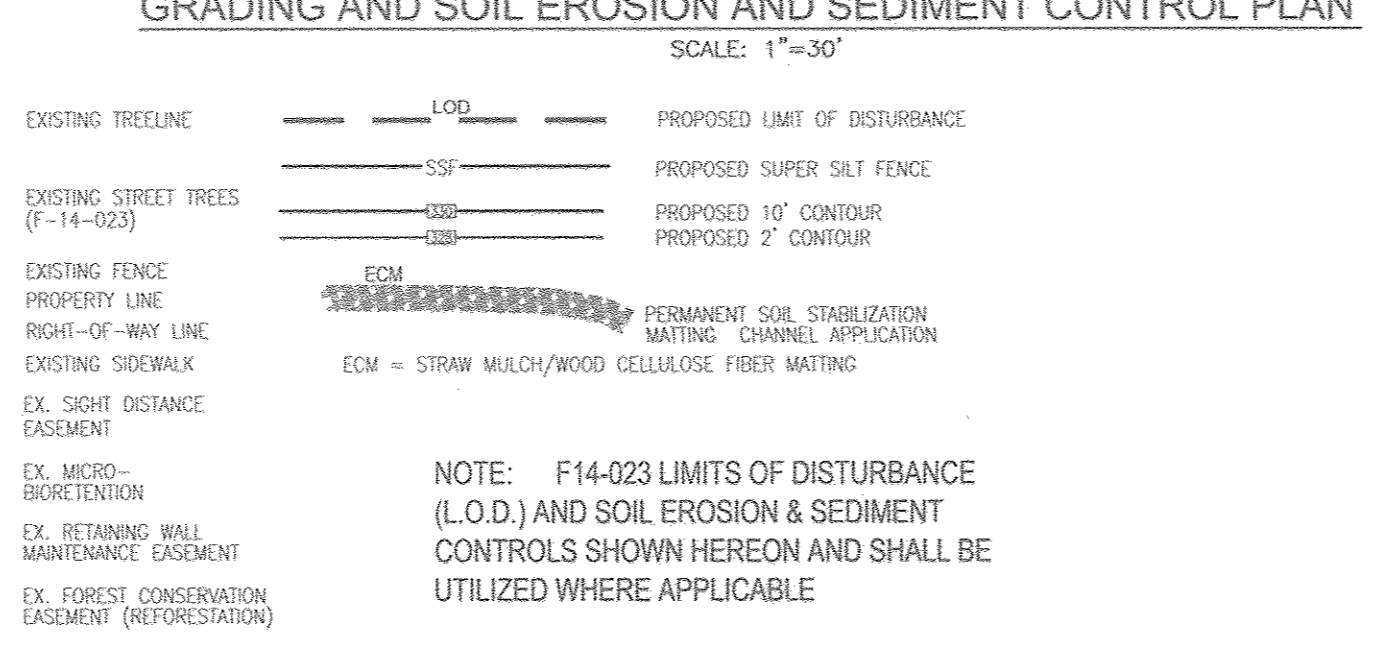 GRADING AND SOIL EROSION AND SEDIMENT CONTROL PLAN
SCALE: 1"=30'
EXISTING TREELINE
EXISTING STREET TREES
(F-14-023)
EXISTING FENCE
PROPERTY LINE
RIGHT-OF-WAY LINE
EXISTING SIDEWALK
EX. SIGHT DISTANCE
EASEMENT
EX. MICRO-
BIORETENTION
EX. RETAINING WALL
MAINTENANCE EASEMENT
EX. FOREST CONSERVATION
EASEMENT (REFORESTATION)
LOD
PROPOSED LIMIT OF DISTURBANCE
SSF
PROPOSED SUPER SILT FENCE
330
PROPOSED 10' CONTOUR
328
PROPOSED 2' CONTOUR
ECM
PERMANENT SOIL STABILIZATION
MATTING CHANNEL APPLICATION
ECM = STRAW MULCH/WOOD CELLULOSE FIBER MATTING
NOTE: F14-023 LIMITS OF DISTURBANCE
(L.O.D.) AND SOIL EROSION & SEDIMENT
CONTROLS SHOWN HEREON AND SHALL BE
UTILIZED WHERE APPLICABLE